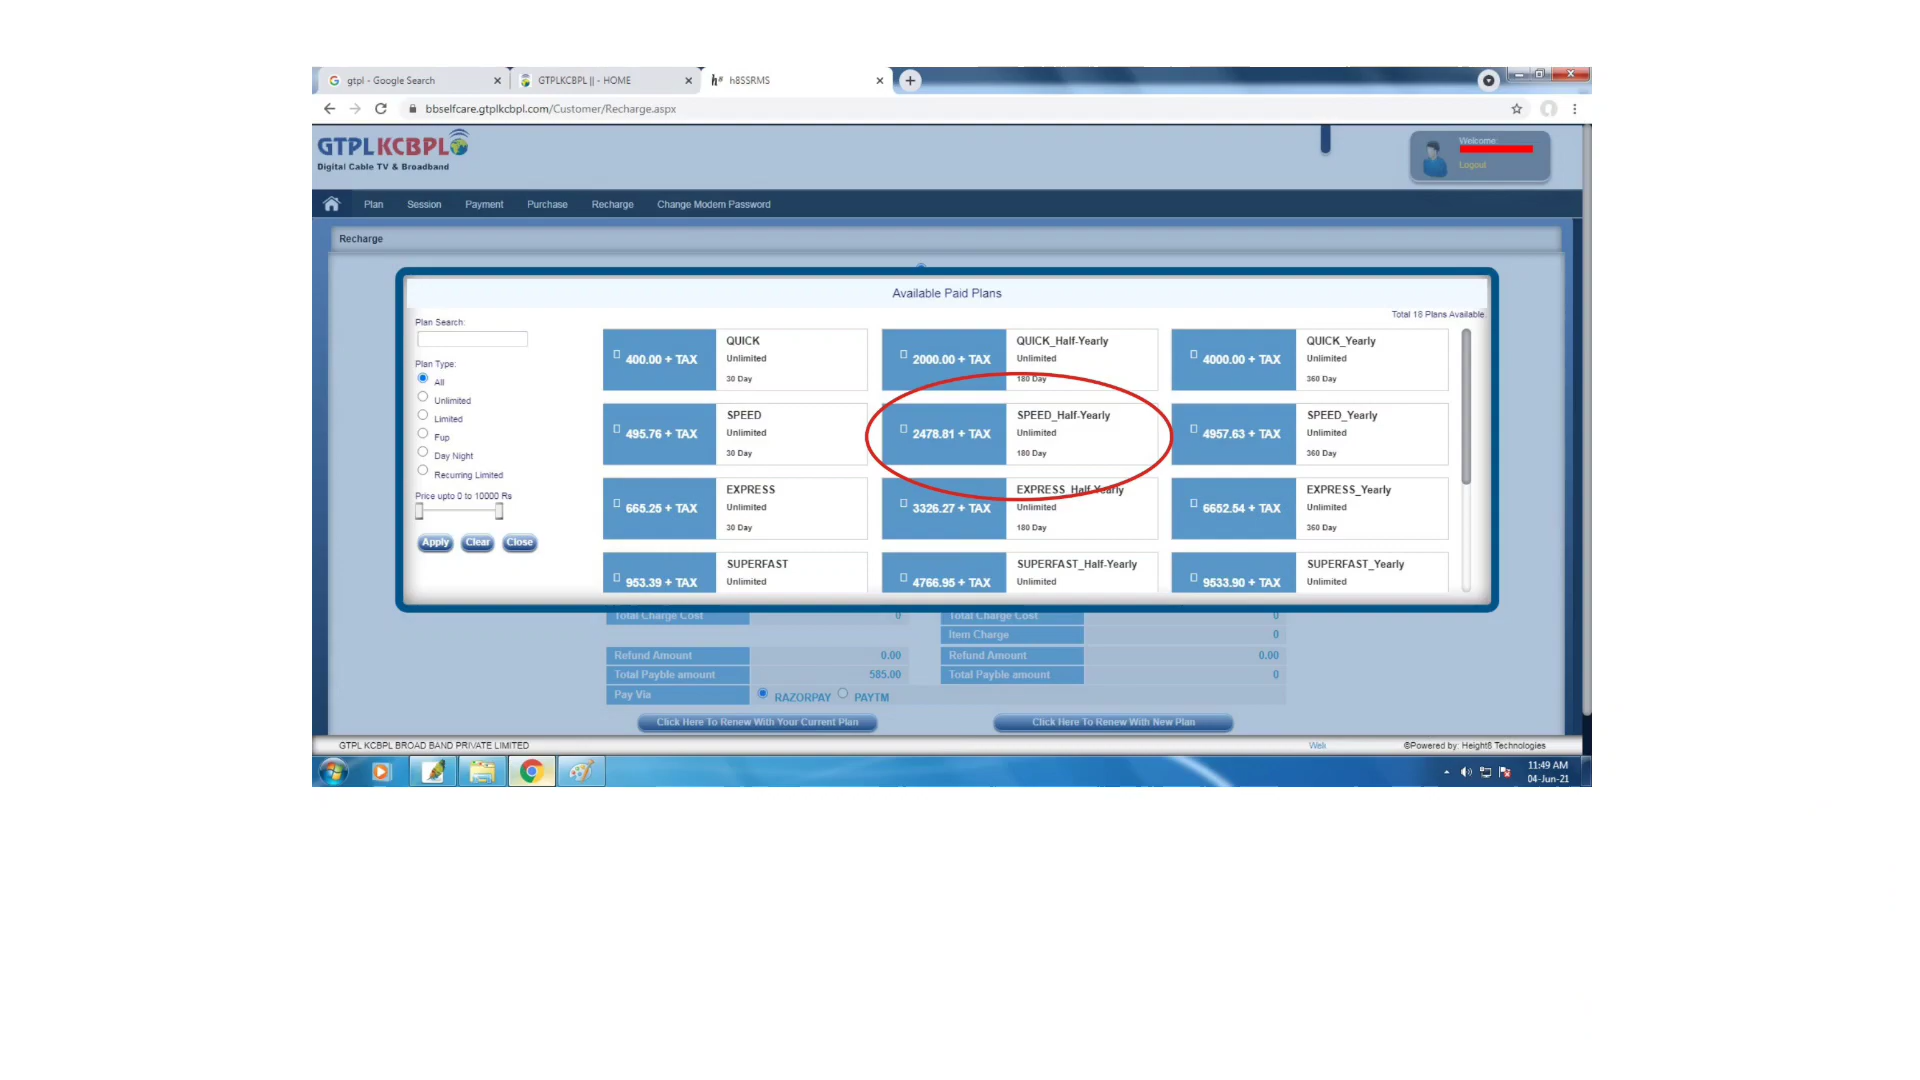 gtpl - Google Search
GTPLKCBPL || - HOME
h8SSRMS
bbselfcare.gtplkcbpl.com/Customer/Recharge.aspx
GTPLKCBPL
Digital Cable TV & Broadband
Welcome.
Logout
Plan Session Payment Purchase Recharge Change Modem Password
Recharge
Available Paid Plans
Total 18 Plans Available
Plan Search:
Plan Type:
All
Unlimited
Limited
Fup
Day Night
Recurring Limited
Price upto 0 to 10000 Rs
Apply Clear Close
400.00 + TAX
QUICK
Unlimited
30 Day
2000.00 + TAX
QUICK_Half-Yearly
Unlimited
180 Day
4000.00 + TAX
QUICK_Yearly
Unlimited
360 Day
495.76 + TAX
SPEED
Unlimited
30 Day
2478.81 + TAX
SPEED_Half-Yearly
Unlimited
180 Day
4957.63 + TAX
SPEED_Yearly
Unlimited
360 Day
665.25 + TAX
EXPRESS
Unlimited
30 Day
3326.27 + TAX
EXPRESS_Half-Yearly
Unlimited
180 Day
6652.54 + TAX
EXPRESS_Yearly
Unlimited
360 Day
953.39 + TAX
SUPERFAST
Unlimited
4766.95 + TAX
SUPERFAST_Half-Yearly
Unlimited
9533.90 + TAX
SUPERFAST_Yearly
Unlimited
Total Charge Cost 0
Total Charge Cost 0
Item Charge 0
Refund Amount 0.00
Refund Amount 0.00
Total Payble amount 585.00
Total Payble amount 0
Pay Via RAZORPAY PAYTM
Click Here To Renew With Your Current Plan
Click Here To Renew With New Plan
GTPL KCBPL BROAD BAND PRIVATE LIMITED
©Powered by: Height8 Technologies
11:49 AM
04-Jun-21